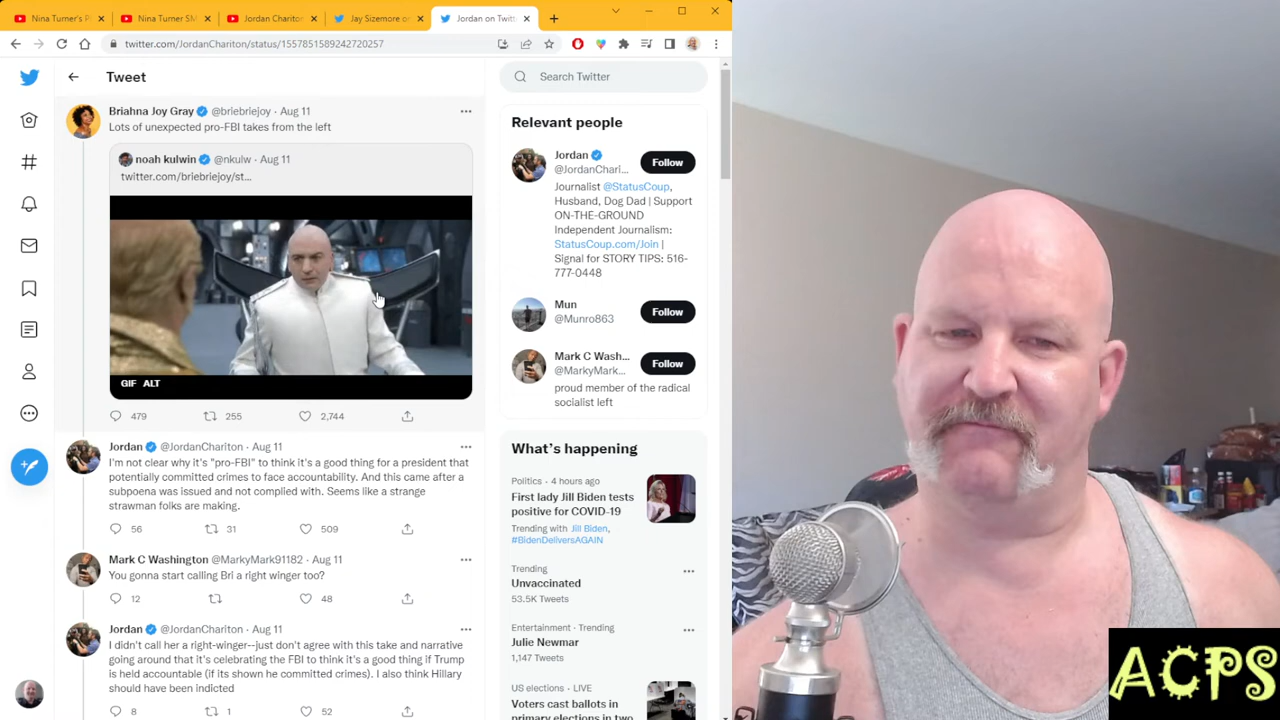 Nina Turner's P
Nina Turner SM
Jordan Chariton
Jay Sizemore o
Jordan on Twitt
twitter.com/JordanChariton/status/1557851589242720257
Tweet
Briahna Joy Gray @briebriejoy · Aug 11
Lots of unexpected pro-FBI takes from the left
noah kulwin @nkulw · Aug 11
twitter.com/briebriejoy/st...
GIF ALT
479 255 2,744
Jordan @JordanChariton · Aug 11
I'm not clear why it's "pro-FBI" to think it's a good thing for a president that
potentially committed crimes to face accountability. And this came after a
subpoena was issued and not complied with. Seems like a strange
strawman folks are making.
56 31 509
Mark C Washington @MarkyMark91182 · Aug 11
You gonna start calling Bri a right winger too?
12 48
Jordan @JordanChariton · Aug 11
I didn't call her a right-winger--just don't agree with this take and narrative
going around that it's celebrating the FBI to think it's a good thing if Trump
is held accountable (if its shown he committed crimes). I also think Hillary
should have been indicted
8 1 52
Search Twitter
Relevant people
Jordan
@JordanChari...
Follow
Journalist @StatusCoup,
Husband, Dog Dad | Support
ON-THE-GROUND
Independent Journalism:
StatusCoup.com/Join |
Signal for STORY TIPS: 516-
777-0448
Mun
@Munro863
Follow
Mark C Wash...
@MarkyMark...
Follow
proud member of the radical
socialist left
What's happening
Politics · 4 hours ago
First lady Jill Biden tests
positive for COVID-19
Trending with Jill Biden,
#BidenDeliversAGAIN
Trending
Unvaccinated
53.5K Tweets
Entertainment · Trending
Julie Newmar
1,147 Tweets
US elections · LIVE
Voters cast ballots in
primary elections in two
ACPS